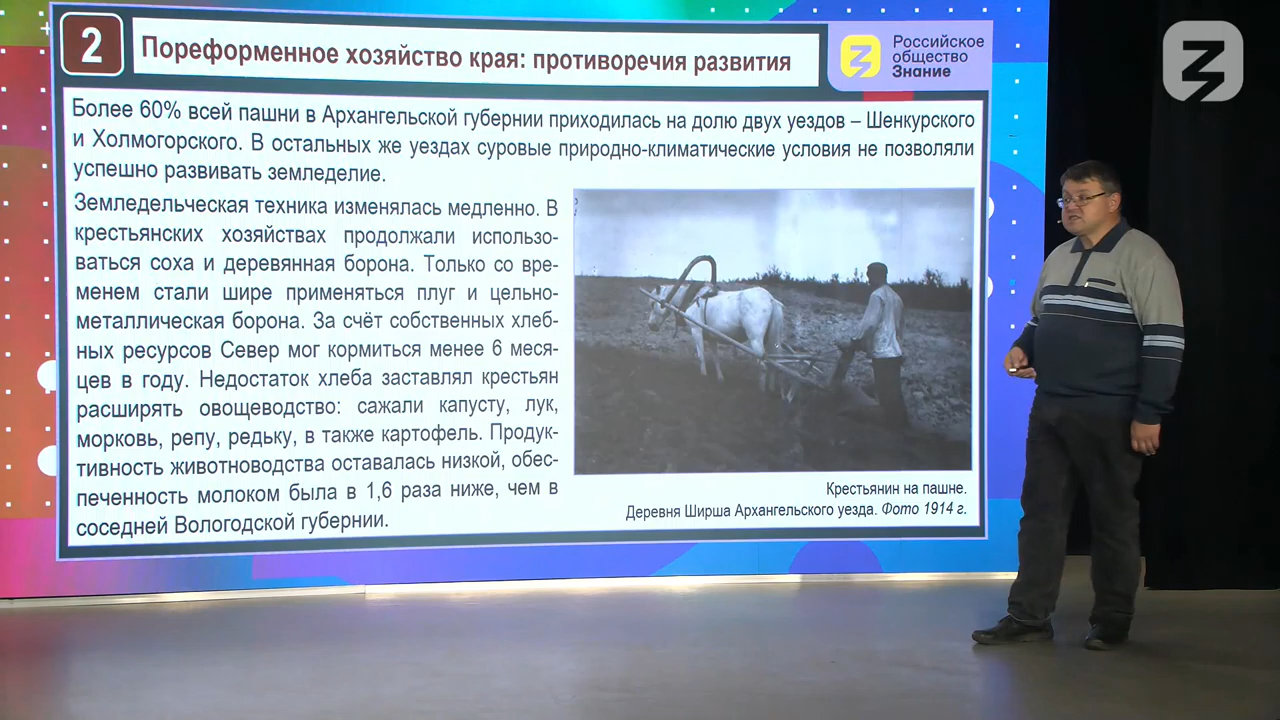 2
Пореформенное хозяйство края: противоречия развития
Российское
общество
Знание
Более 60% всей пашни в Архангельской губернии приходилась на долю двух уездов – Шенкурского
и Холмогорского. В остальных же уездах суровые природно-климатические условия не позволяли
успешно развивать земледелие.
Земледельческая техника изменялась медленно. В
крестьянских хозяйствах продолжали использо-
ваться соха и деревянная борона. Только со вре-
менем стали шире применяться плуг и цельно-
металлическая борона. За счёт собственных хлеб-
ных ресурсов Север мог кормиться менее 6 меся-
цев в году. Недостаток хлеба заставлял крестьян
расширять овощеводство: сажали капусту, лук,
морковь, репу, редьку, в также картофель. Продук-
тивность животноводства оставалась низкой, обес-
печенность молоком была в 1,6 раза ниже, чем в
соседней Вологодской губернии.
Крестьянин на пашне.
Деревня Ширша Архангельского уезда. Фото 1914 г.